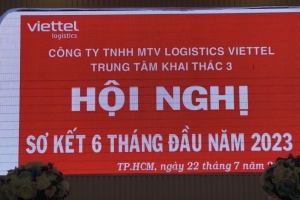 viettel
logistics
CÔNG TY TNHH MTV LOGISTICS VIETTEL
TRUNG TÂM KHAI THÁC 3
HỘI NGHỊ
SƠ KẾT 6 THÁNG ĐẦU NĂM 2023
TP.HCM, ngày 22 tháng 7 năm